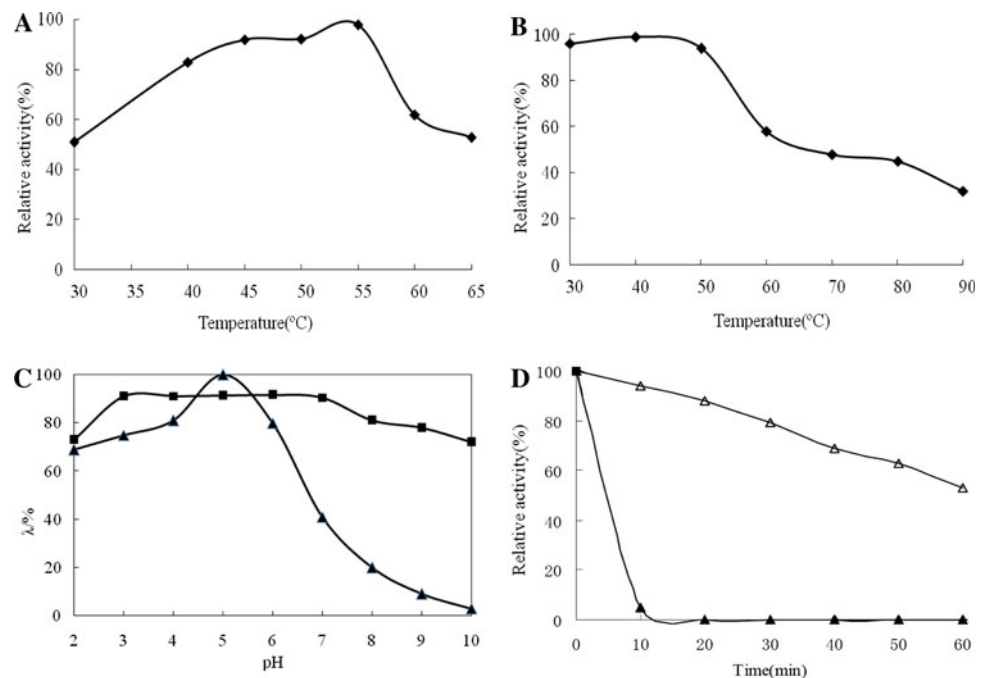 A
Relative activity(%)
100
80
60
40
20
0
30 35 40 45 50 55 60 65
Temperature(°C)
B
Relative activity(%)
100
80
60
40
20
0
30 40 50 60 70 80 90
Temperature(°C)
C
λ/%
100
80
60
40
20
0
2 3 4 5 6 7 8 9 10
pH
D
Relative activity(%)
100
80
60
40
20
0
0 10 20 30 40 50 60
Time(min)